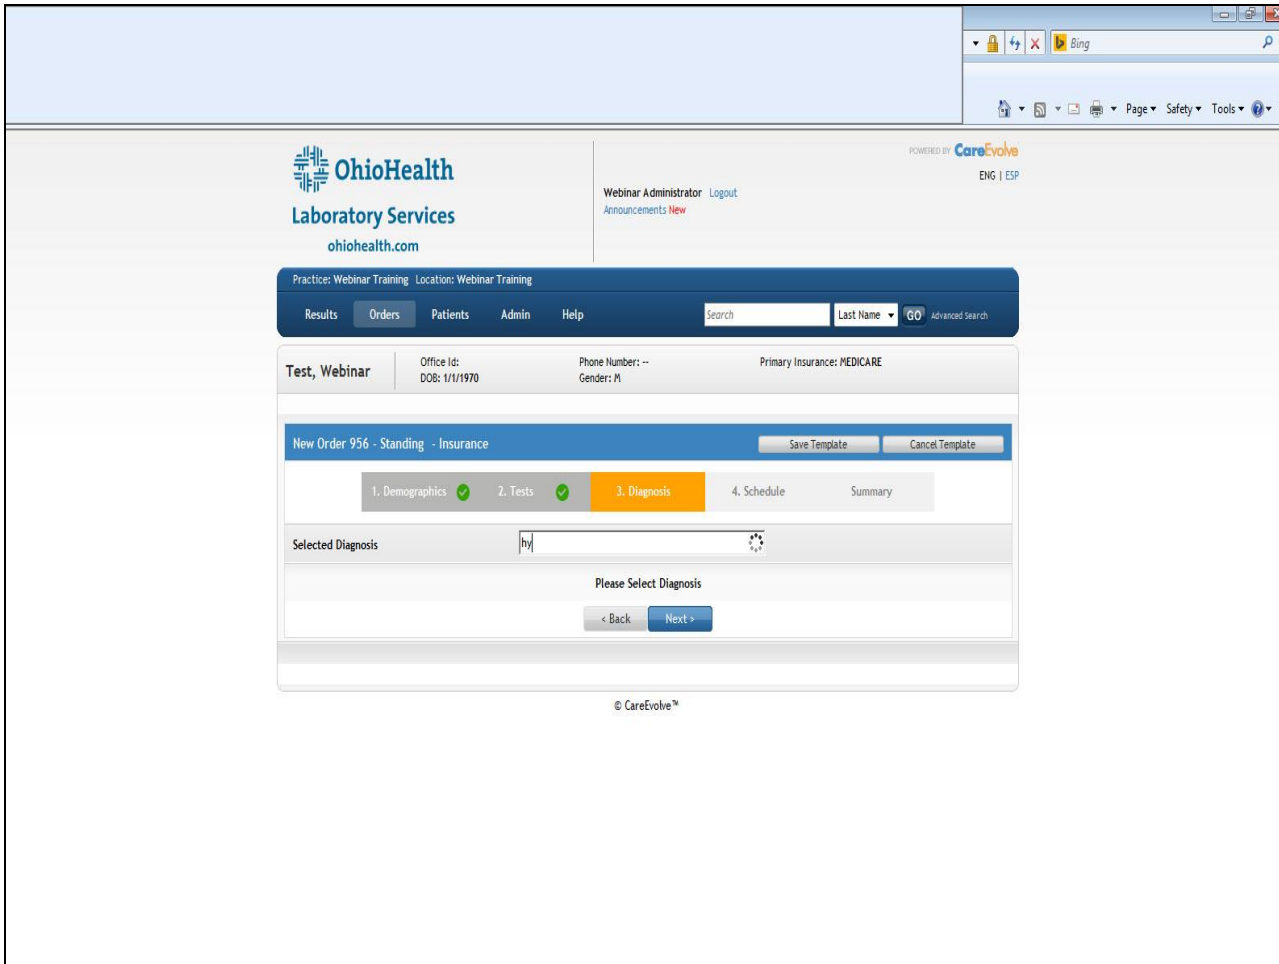 Bing
Page Safety Tools
OhioHealth
Laboratory Services
ohiohealth.com
POWERED BY CareEvolve
ENG | ESP
Webinar Administrator Logout
Announcements New
Practice: Webinar Training Location: Webinar Training
Results Orders Patients Admin Help Search Last Name GO Advanced Search
Test, Webinar
Office Id:
DOB: 1/1/1970
Phone Number: --
Gender: M
Primary Insurance: MEDICARE
New Order 956 - Standing - Insurance Save Template Cancel Template
1. Demographics 2. Tests 3. Diagnosis 4. Schedule Summary
Selected Diagnosis hy
Please Select Diagnosis
< Back Next >
© CareEvolve™